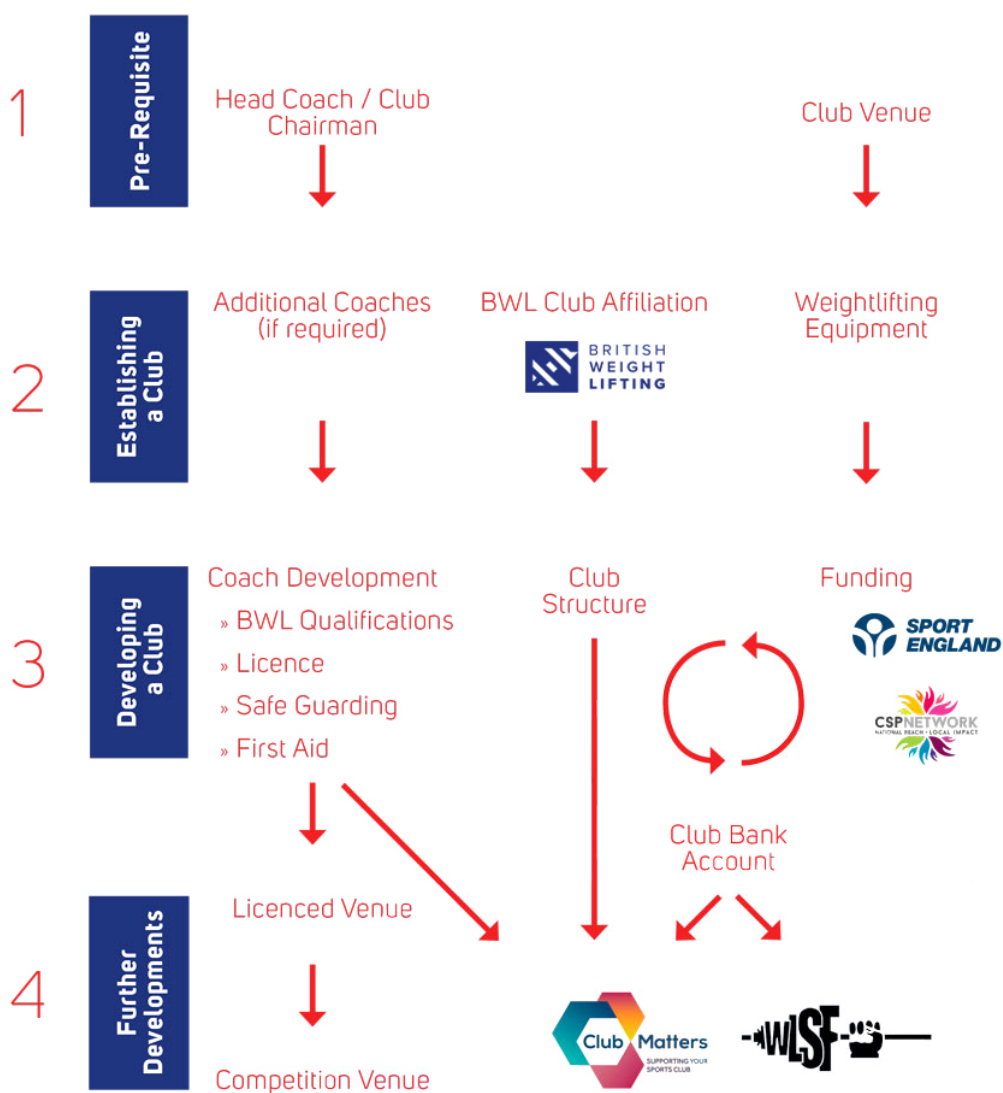 1
Pre-Requisite
Head Coach / Club
Chairman
Club Venue
2
Establishing
a Club
Additional Coaches
(if required)
BWL Club Affiliation
BRITISH
WEIGHT
LIFTING
Weightlifting
Equipment
3
Developing
a Club
Coach Development
» BWL Qualifications
» Licence
» Safe Guarding
» First Aid
Club
Structure
Funding
SPORT
ENGLAND
CSPNETWORK
NATIONAL REACH • LOCAL IMPACT
Club Bank
Account
4
Further
Developments
Licenced Venue
Competition Venue
Club Matters
SUPPORTING YOUR
SPORTS CLUB
WLSF